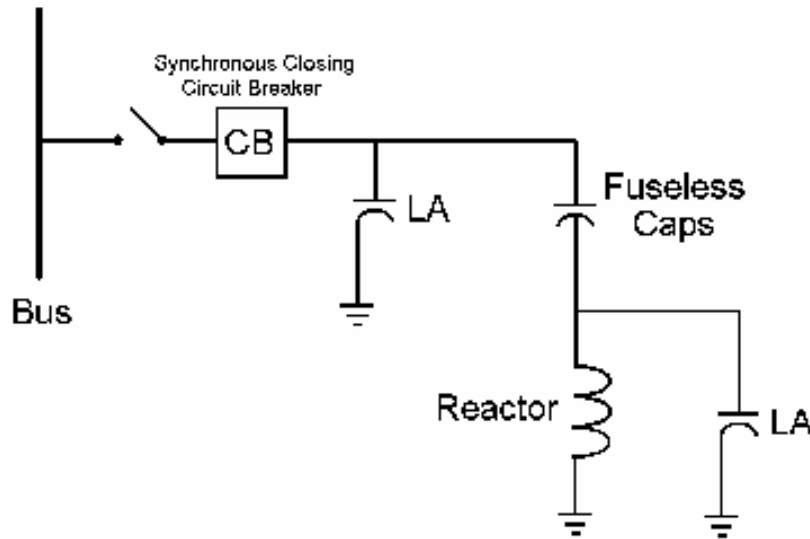 Synchronous Closing
Circuit Breaker
CB
LA
Fuseless
Caps
Bus
Reactor
LA